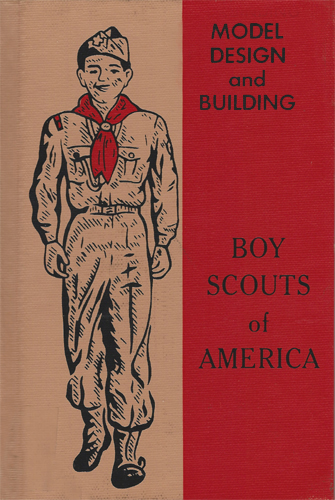 MODEL
DESIGN
and
BUILDING
BOY
SCOUTS
of
AMERICA